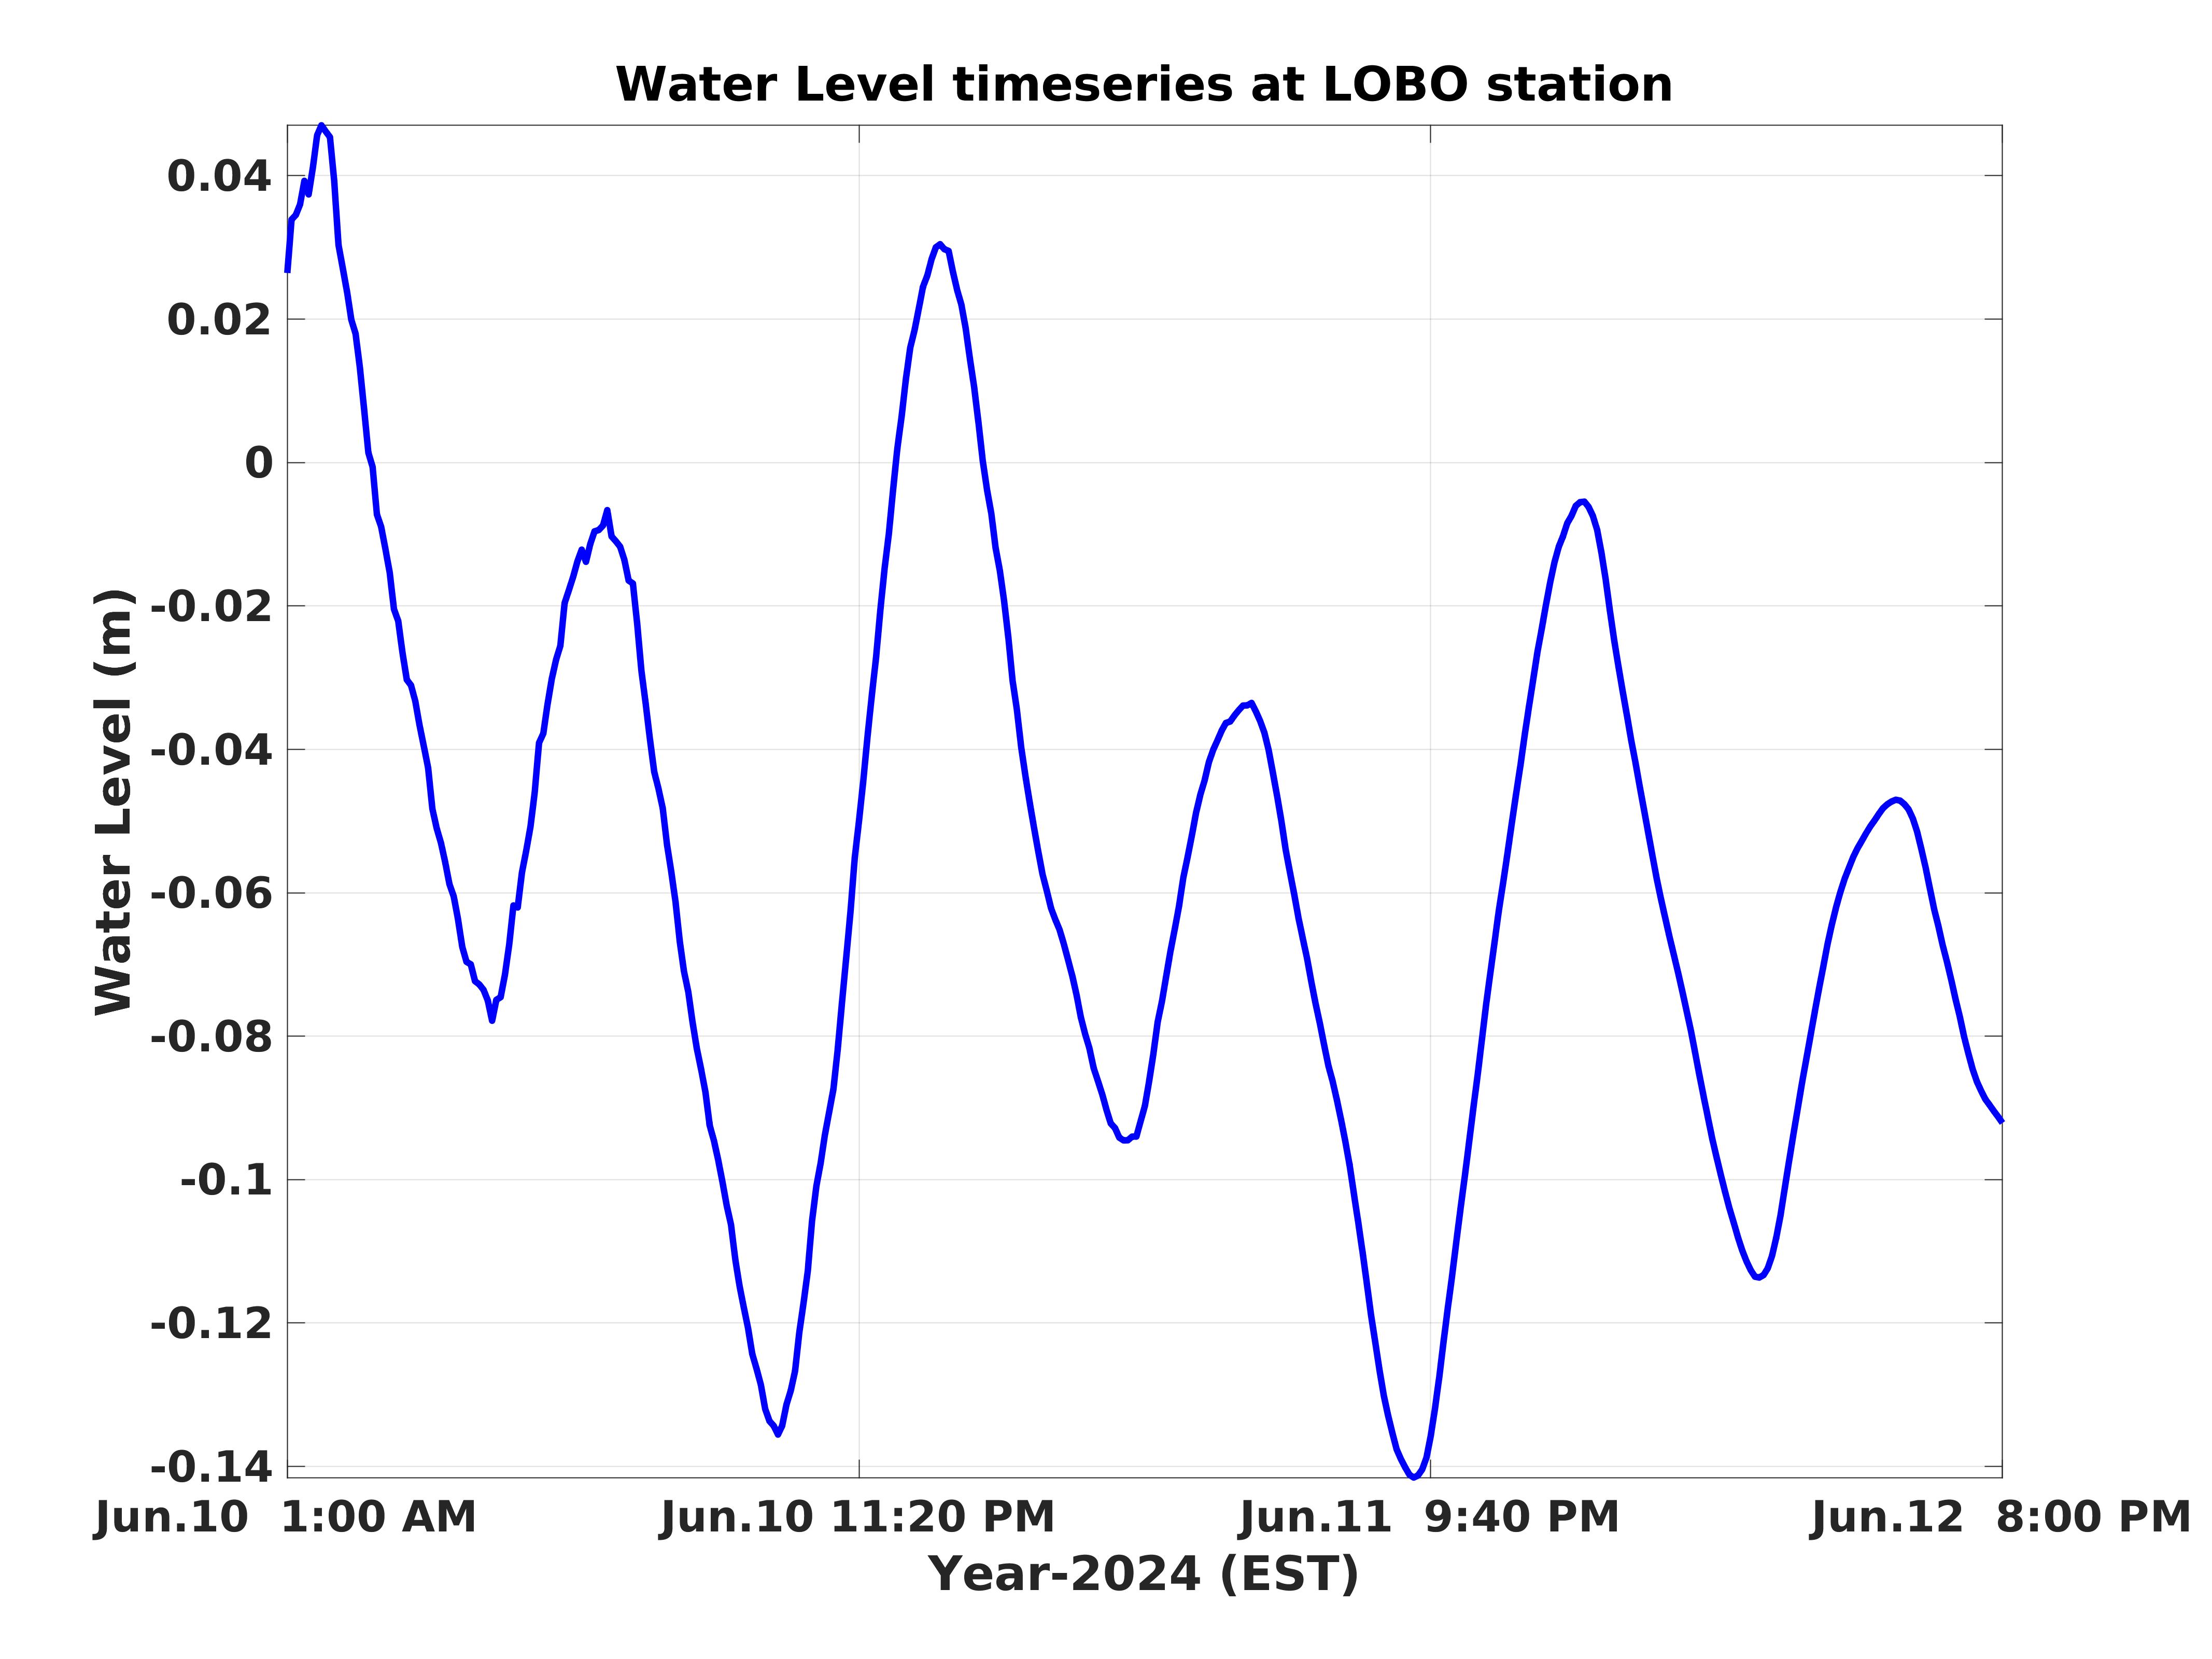 Water Level timeseries at LOBO station
0.04
0.02
0
-0.02
-0.04
-0.06
-0.08
-0.1
-0.12
-0.14
Water Level (m)
Jun.10  1:00 AM
Jun.10 11:20 PM
Jun.11  9:40 PM
Jun.12  8:00 PM
Year-2024 (EST)